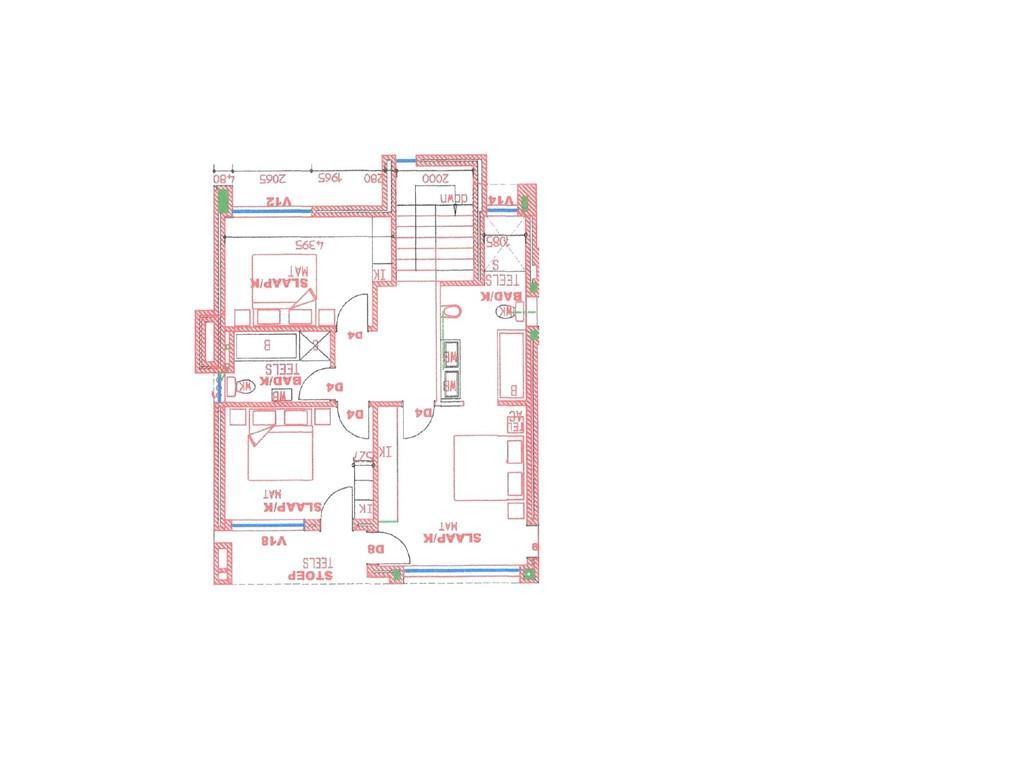 480 2065 1965 280 2000
V12
down
V14
4395
1085
IK
MAT
SLAAP/K
S
TEELS
BAD/K
WK
D4
B
TEELS
BAD/K
WK
WB
D4
WB
WB
B
D4
D4
TEL
AC
IK
527
MAT
SLAAP/K
IK
SLAAP/K
MAT
V18
D8
TEELS
STOEP